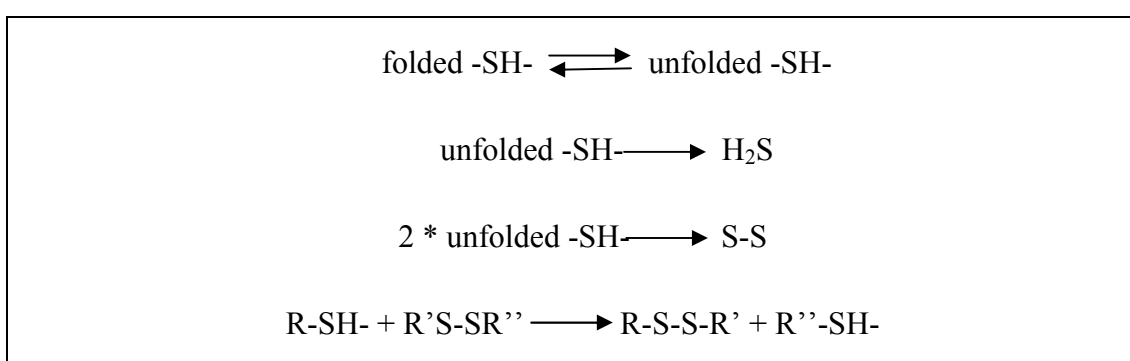 folded -SH- ⇌ unfolded -SH-
unfolded -SH- ⟶ H₂S
2 * unfolded -SH- ⟶ S-S
R-SH- + R’S-SR’’ ⟶ R-S-S-R’ + R’’-SH-